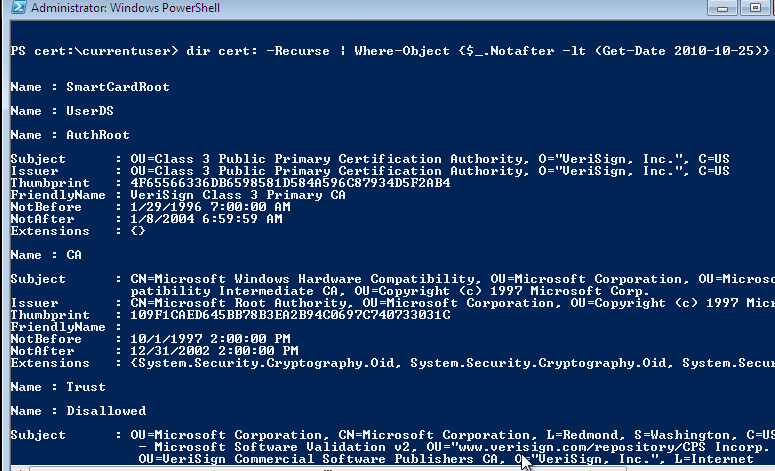 Administrator: Windows PowerShell
PS cert:\currentuser> dir cert: -Recurse | Where-Object {$_.Notafter -lt (Get-Date 2010-10-25)}
Name : SmartCardRoot
Name : UserDS
Name : AuthRoot
Subject : OU=Class 3 Public Primary Certification Authority, O="VeriSign, Inc.", C=US
Issuer : OU=Class 3 Public Primary Certification Authority, O="VeriSign, Inc.", C=US
Thumbprint : 4F65566336DB6598581D584A596C87934D5F2AB4
FriendlyName : VeriSign Class 3 Primary CA
NotBefore : 1/29/1996 7:00:00 AM
NotAfter : 1/8/2004 6:59:59 AM
Extensions : {}
Name : CA
Subject : CN=Microsoft Windows Hardware Compatibility, OU=Microsoft Corporation, OU=Microso
patibility Intermediate CA, OU=Copyright (c) 1997 Microsoft Corp.
Issuer : CN=Microsoft Root Authority, OU=Microsoft Corporation, OU=Copyright (c) 1997 Micr
Thumbprint : 109F1CAED645BB78B3EA2B94C0697C740733031C
FriendlyName :
NotBefore : 10/1/1997 2:00:00 PM
NotAfter : 12/31/2002 2:00:00 PM
Extensions : {System.Security.Cryptography.Oid, System.Security.Cryptography.Oid, System.Secur
Name : Trust
Name : Disallowed
Subject : OU=Microsoft Corporation, CN=Microsoft Corporation, L=Redmond, S=Washington, C=US
- Microsoft Software Validation v2, OU="www.verisign.com/repository/CPS Incorp.
OU=VeriSign Commercial Software Publishers CA, O="VeriSign, Inc.", L=Internet